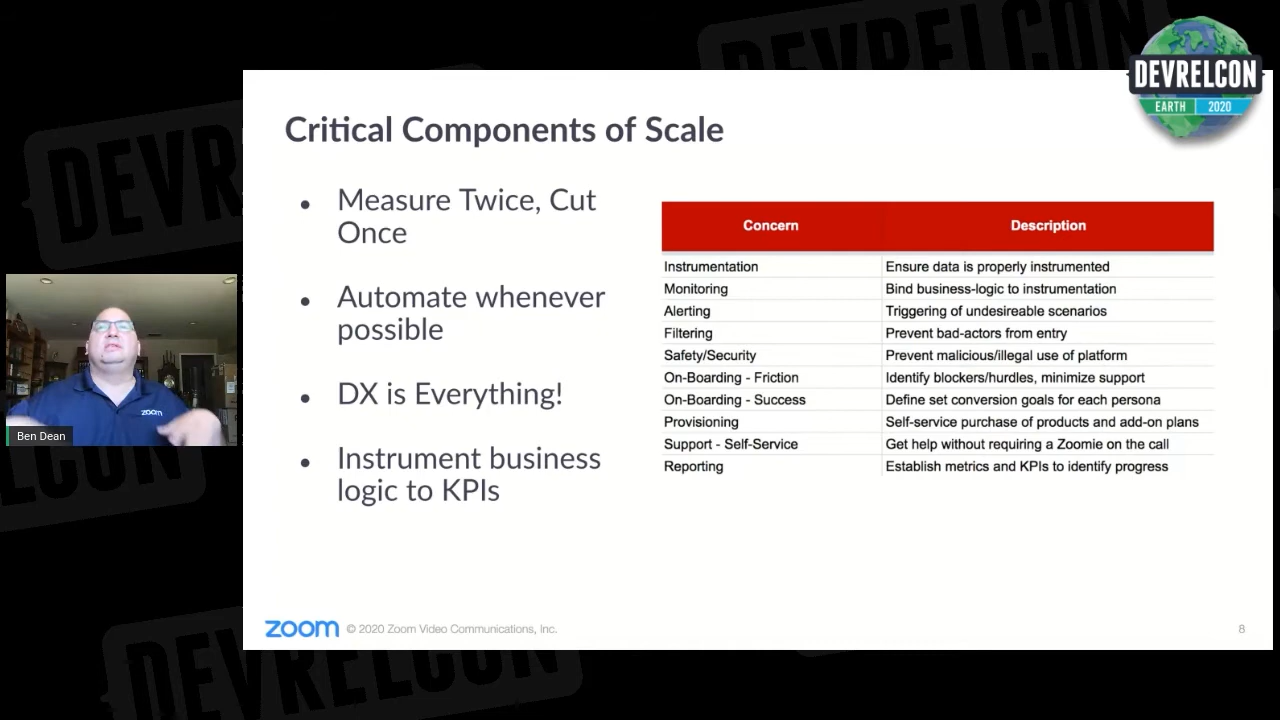 DEVRELCON
EARTH 2020
Critical Components of Scale
Measure Twice, Cut
Once
Automate whenever
possible
DX is Everything!
Instrument business
logic to KPIs
Concern Description
Instrumentation Ensure data is properly instrumented
Monitoring Bind business-logic to instrumentation
Alerting Triggering of undesireable scenarios
Filtering Prevent bad-actors from entry
Safety/Security Prevent malicious/illegal use of platform
On-Boarding - Friction Identify blockers/hurdles, minimize support
On-Boarding - Success Define set conversion goals for each persona
Provisioning Self-service purchase of products and add-on plans
Support - Self-Service Get help without requiring a Zoomie on the call
Reporting Establish metrics and KPIs to identify progress
zoom
Ben Dean
zoom © 2020 Zoom Video Communications, Inc.
8
DEVRELCON
DEVRE
LCON
DEVRELCON